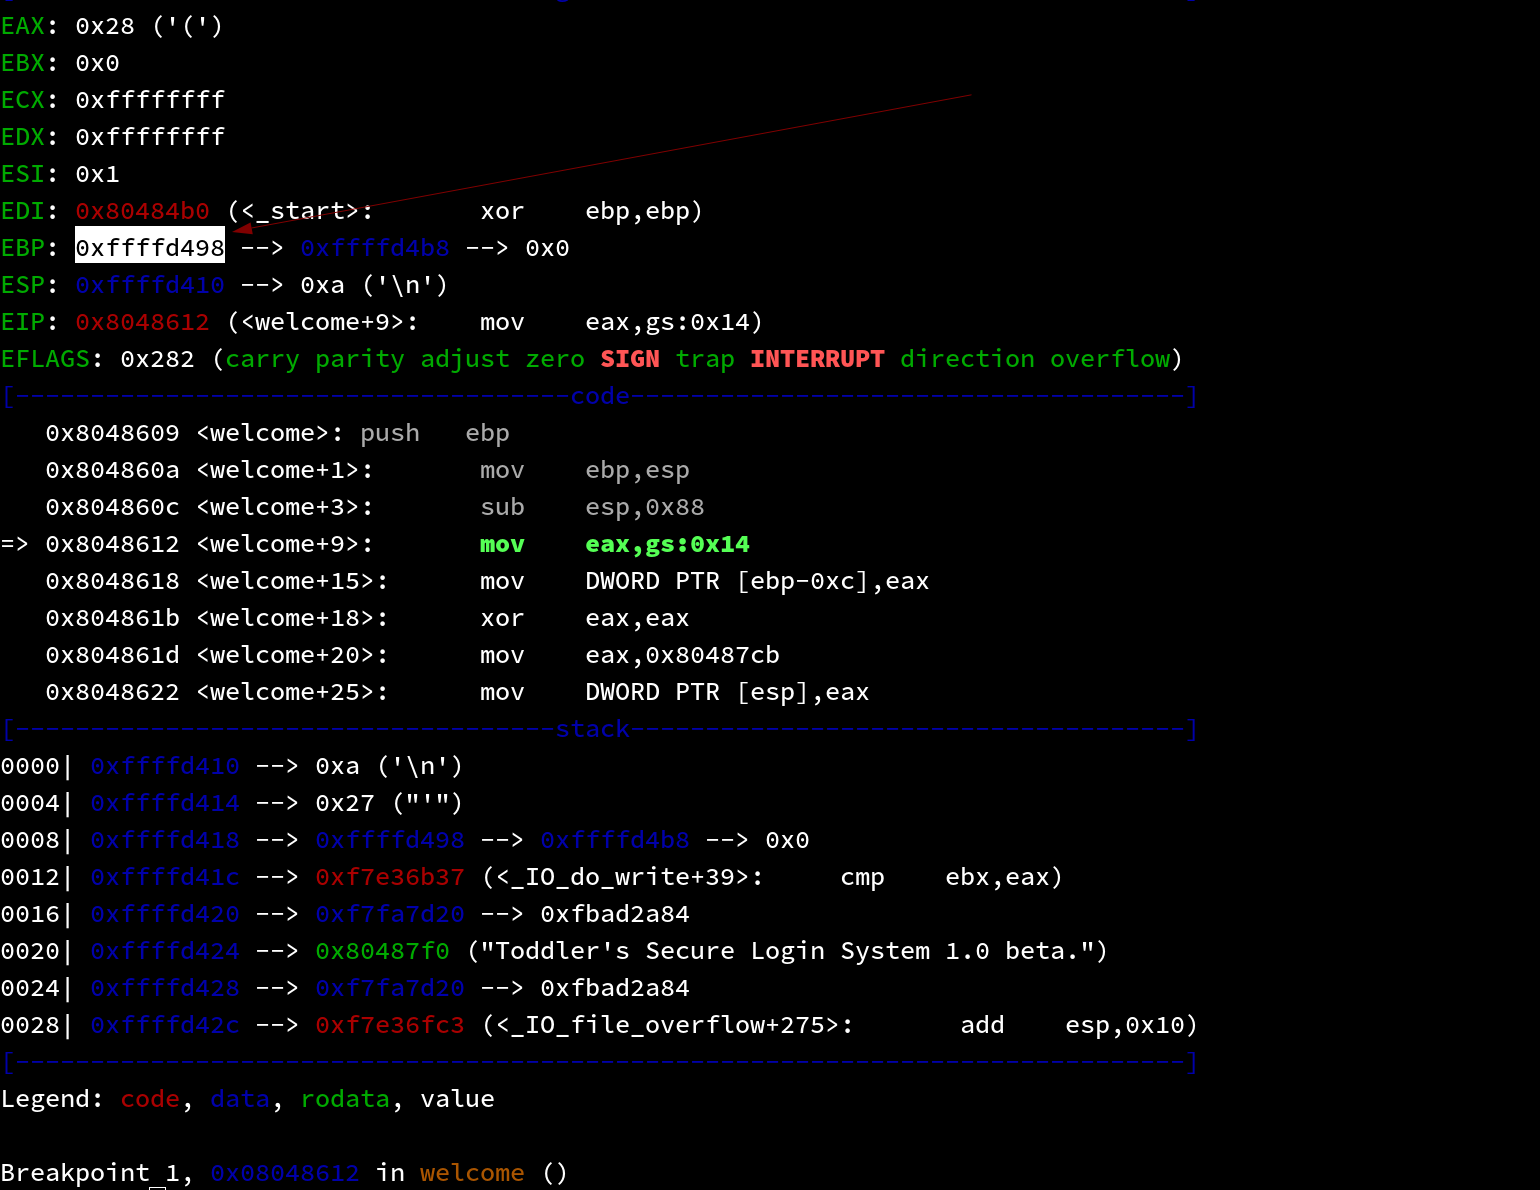 EAX: 0x28 ('(')
EBX: 0x0
ECX: 0xffffffff
EDX: 0xffffffff
ESI: 0x1
EDI: 0x80484b0 (<_start>:       xor    ebp,ebp)
EBP: 0xffffd498 --> 0xffffd4b8 --> 0x0
ESP: 0xffffd410 --> 0xa ('\n')
EIP: 0x8048612 (<welcome+9>:    mov    eax,gs:0x14)
EFLAGS: 0x282 (carry parity adjust zero SIGN trap INTERRUPT direction overflow)
[-------------------------------------code-------------------------------------]
   0x8048609 <welcome>: push   ebp
   0x804860a <welcome+1>:       mov    ebp,esp
   0x804860c <welcome+3>:       sub    esp,0x88
=> 0x8048612 <welcome+9>:       mov    eax,gs:0x14
   0x8048618 <welcome+15>:      mov    DWORD PTR [ebp-0xc],eax
   0x804861b <welcome+18>:      xor    eax,eax
   0x804861d <welcome+20>:      mov    eax,0x80487cb
   0x8048622 <welcome+25>:      mov    DWORD PTR [esp],eax
[------------------------------------stack-------------------------------------]
0000| 0xffffd410 --> 0xa ('\n')
0004| 0xffffd414 --> 0x27 ("'")
0008| 0xffffd418 --> 0xffffd498 --> 0xffffd4b8 --> 0x0
0012| 0xffffd41c --> 0xf7e36b37 (<_IO_do_write+39>:     cmp    ebx,eax)
0016| 0xffffd420 --> 0xf7fa7d20 --> 0xfbad2a84
0020| 0xffffd424 --> 0x80487f0 ("Toddler's Secure Login System 1.0 beta.")
0024| 0xffffd428 --> 0xf7fa7d20 --> 0xfbad2a84
0028| 0xffffd42c --> 0xf7e36fc3 (<_IO_file_overflow+275>:       add    esp,0x10)
[------------------------------------------------------------------------------]
Legend: code, data, rodata, value
Breakpoint 1, 0x08048612 in welcome ()